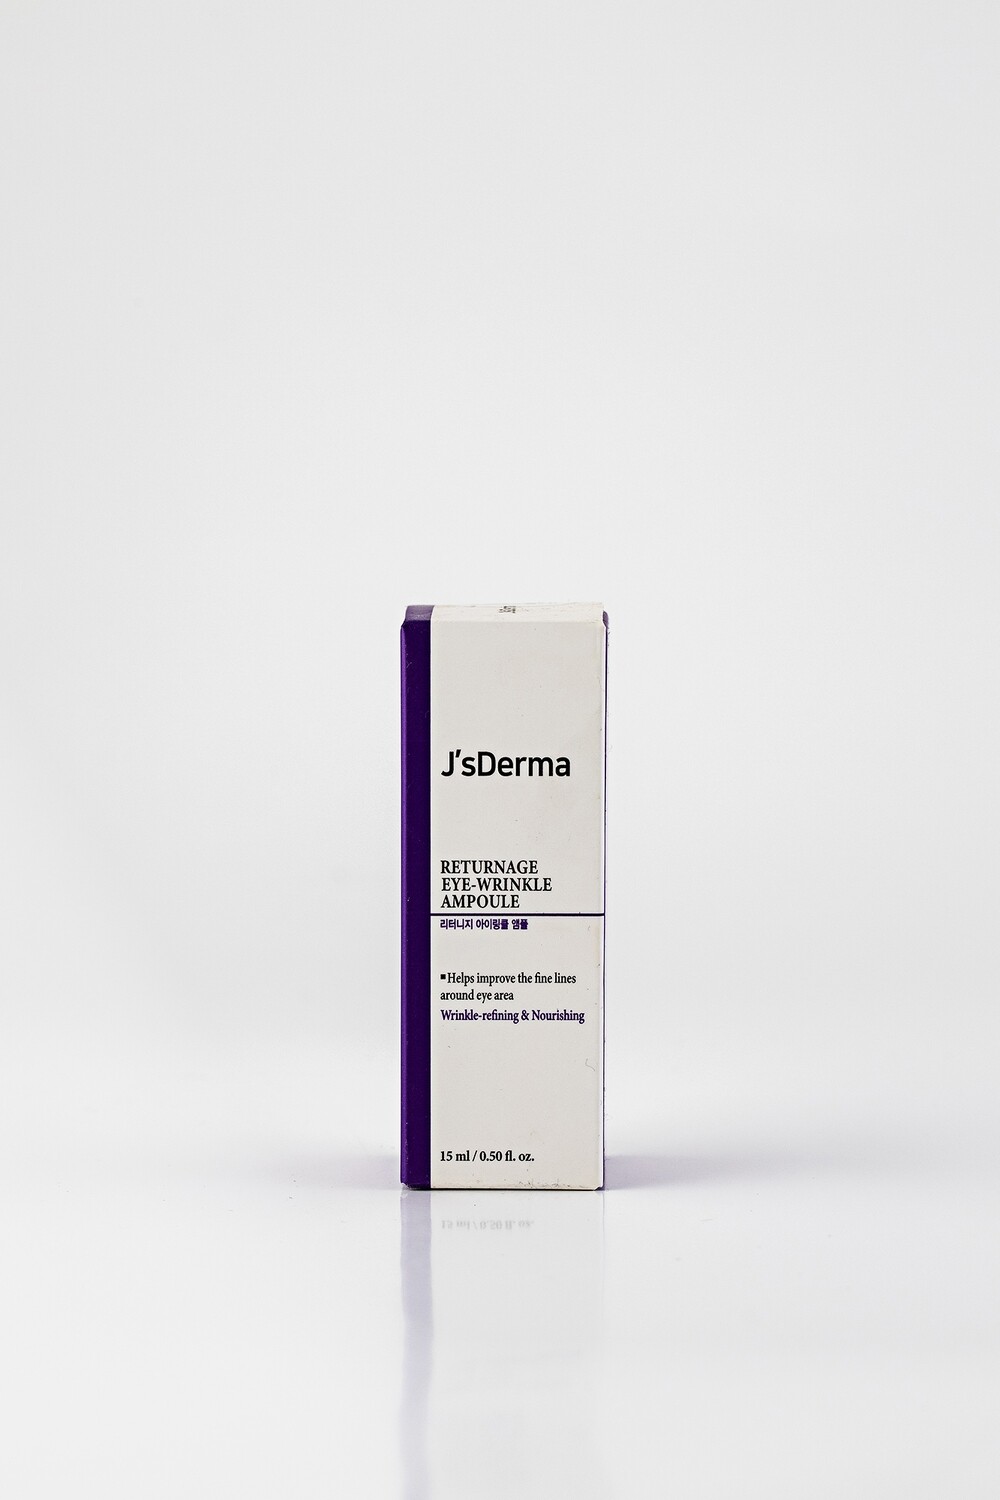 J'sDerma
RETURNAGE
EYE-WRINKLE
AMPOULE
리터니지 아이링클 앰플
▪Helps improve the fine lines
around eye area
Wrinkle-refining & Nourishing
15 ml / 0.50 fl. oz.